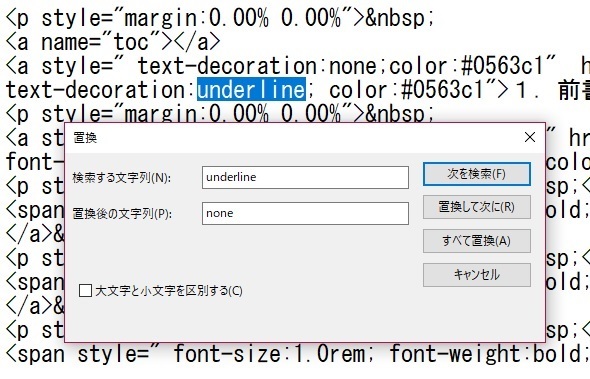 <p style="margin:0.00% 0.00%">&nbsp;
<a name="toc"></a>
<a style=" text-decoration:none;color:#0563c1" h
text-decoration:underline; color:#0563c1">１. 前書
<p style="margin:0.00% 0.00%">&nbsp;
<a st
hr
font-
colo
<p st
sp;<
<span
old;
</a>&
<p st
sp;<
<span
old;
</a>&
<p st
sp;<
<span style=" font-size:1.0rem; font-weight:bold;
置換
検索する文字列(N):
underline
次を検索(F)
置換後の文字列(P):
none
置換して次に(R)
すべて置換(A)
キャンセル
大文字と小文字を区別する(C)